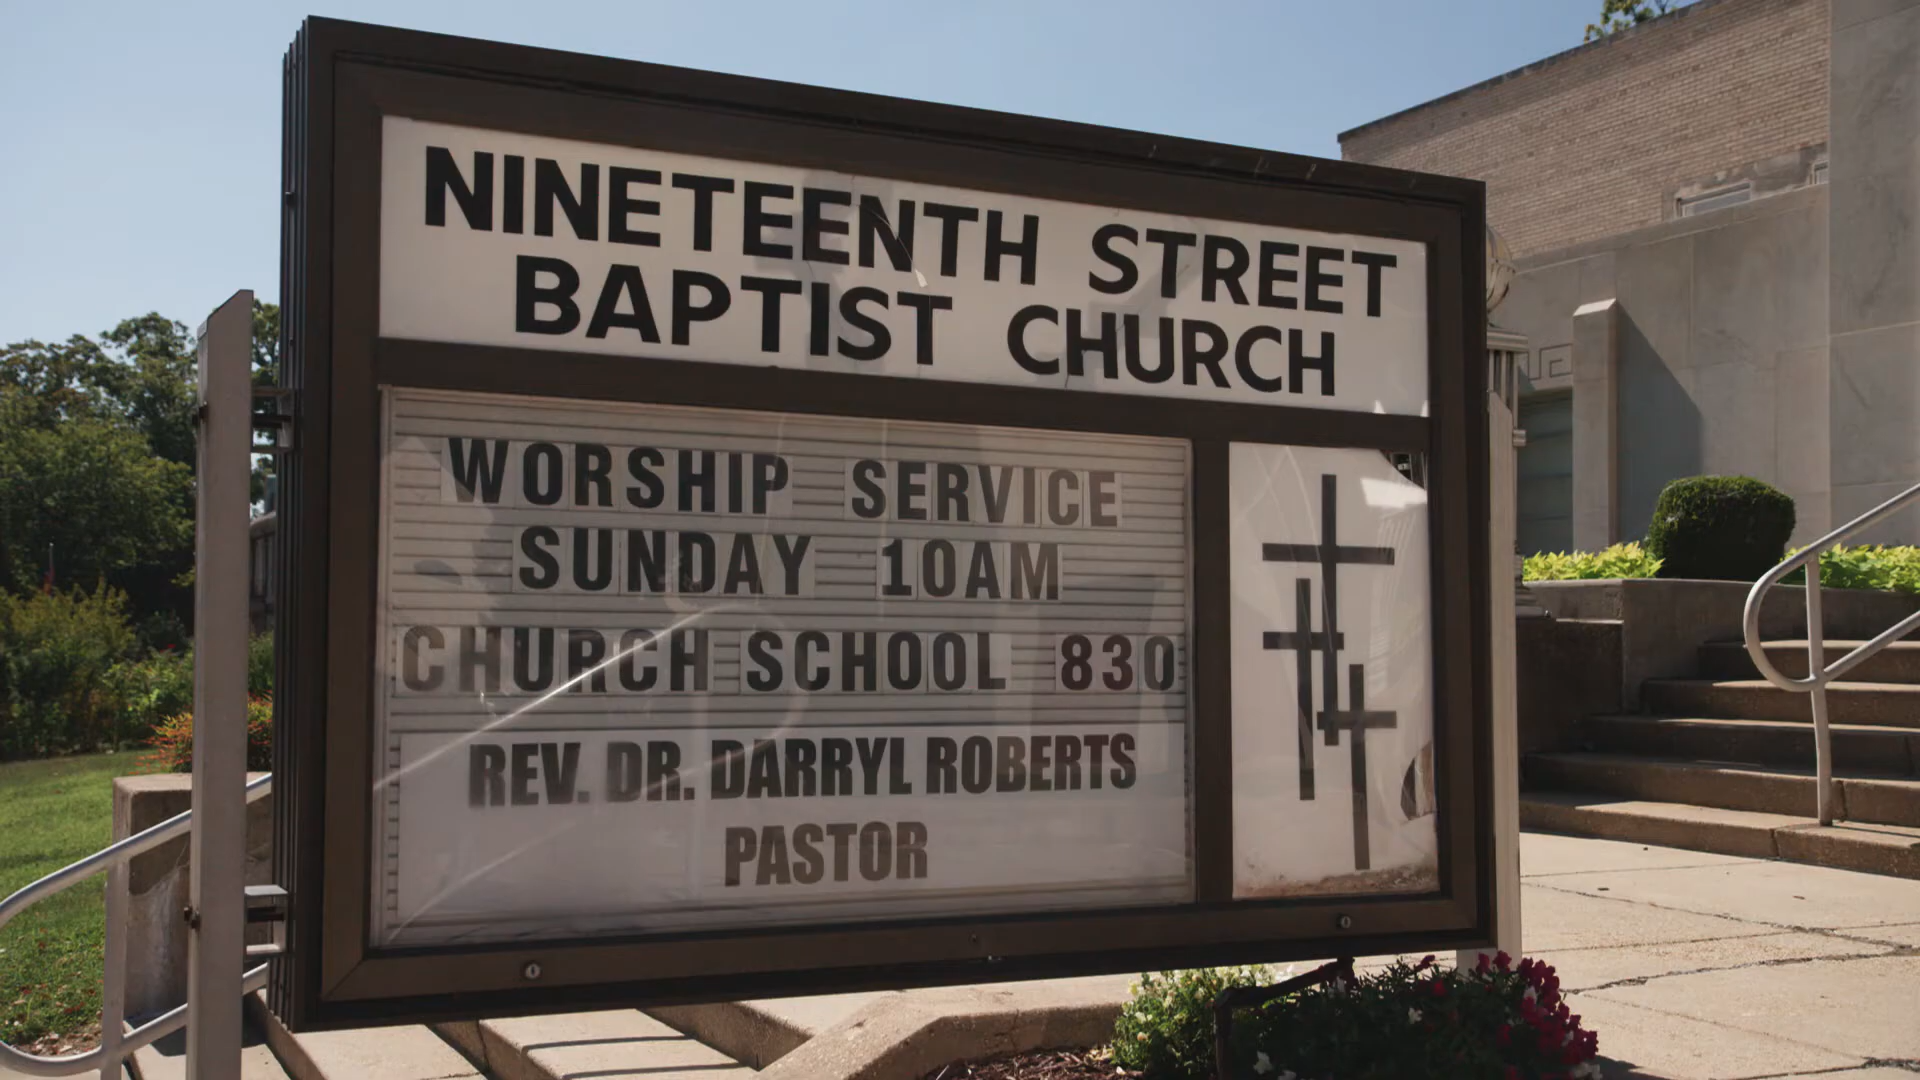 NINETEENTH STREET
BAPTIST CHURCH
WORSHIP SERVICE
SUNDAY 10AM
CHURCH SCHOOL 830
REV. DR. DARRYL ROBERTS
PASTOR